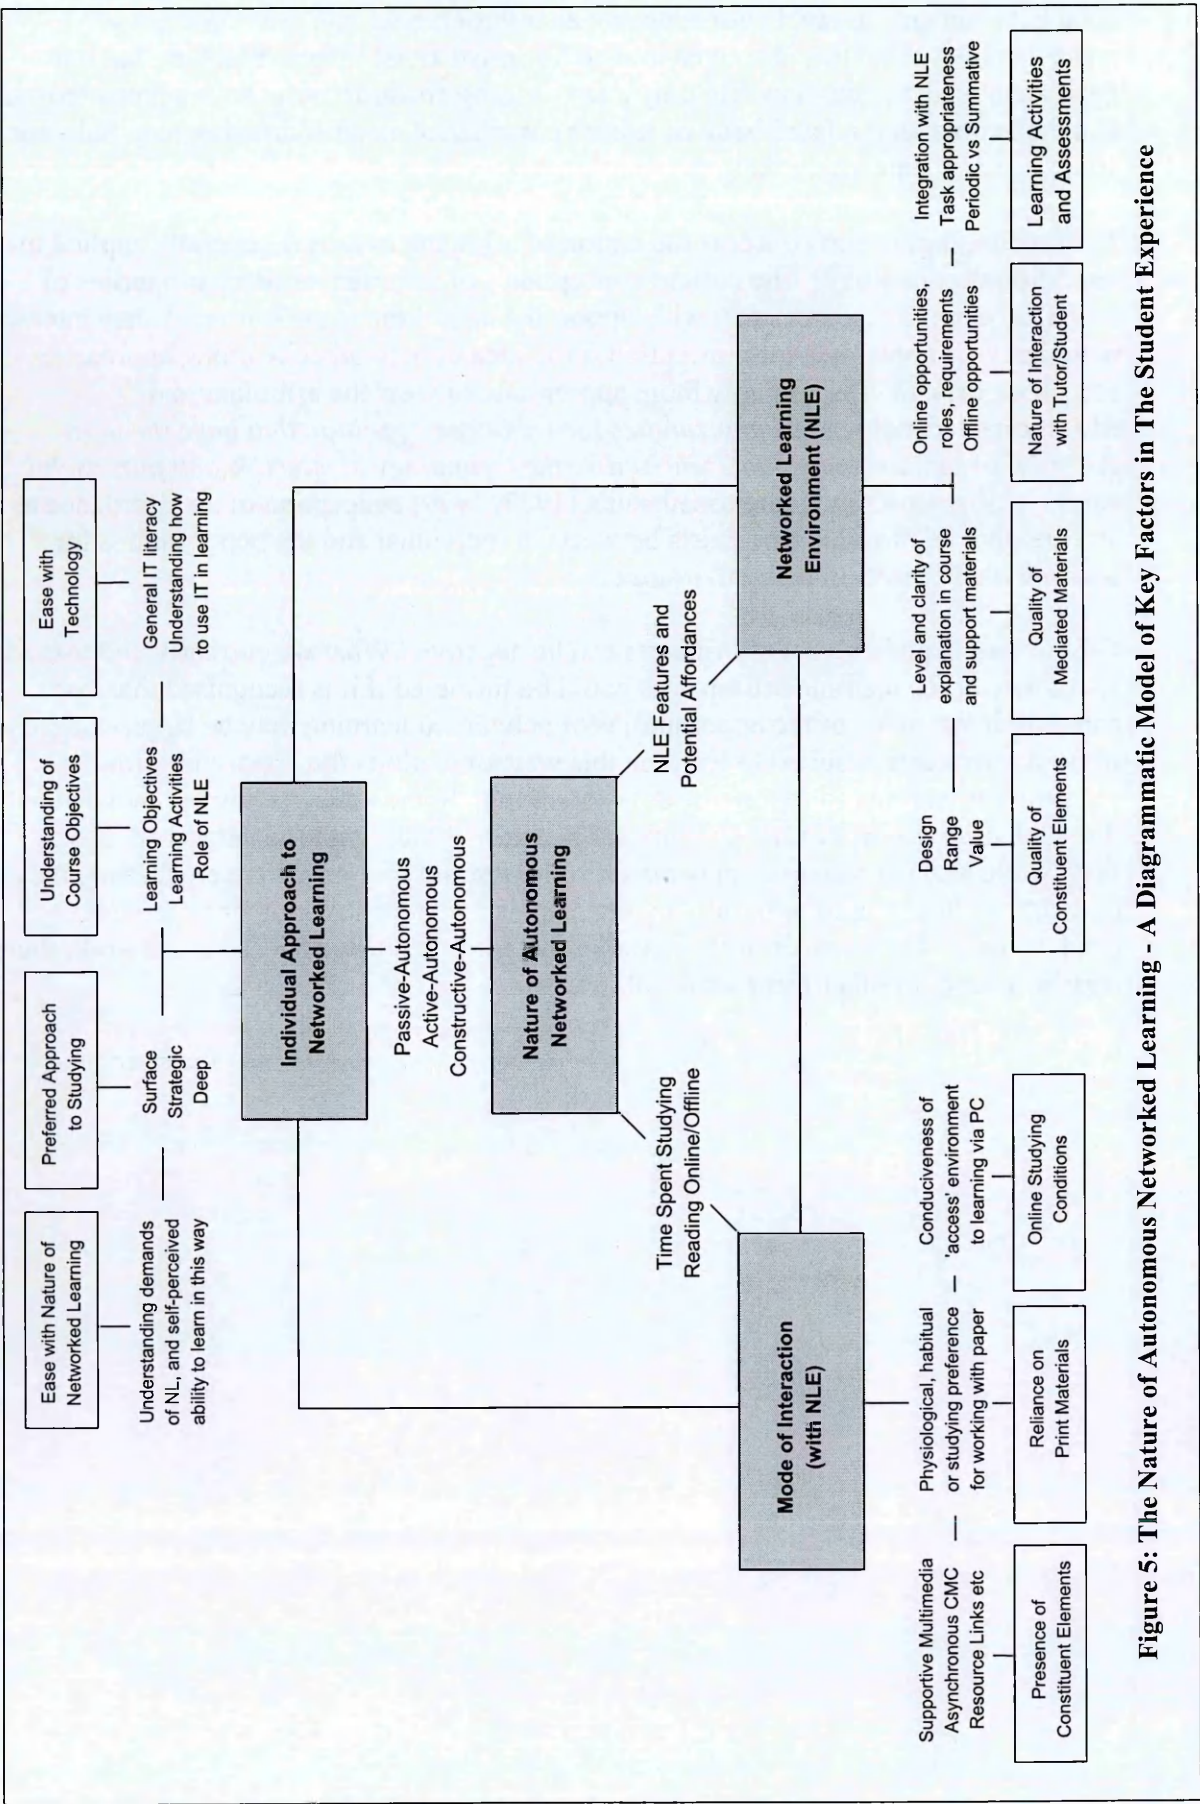 Ease with Nature of
Networked Learning
Preferred Approach
to Studying
Understanding of
Course Objectives
Ease with
Technology
Understanding demands
of NL, and self-perceived
ability to learn in this way
Surface
Strategic
Deep
Learning Objectives
Learning Activities
Role of NLE
General IT literacy
Understanding how
to use IT in learning
Individual Approach to
Networked Learning
Passive-Autonomous
Active-Autonomous
Constructive-Autonomous
Nature of Autonomous
Networked Learning
Time Spent Studying
Reading Online/Offline
NLE Features and
Potential Affordances
Mode of Interaction
(with NLE)
Networked Learning
Environment (NLE)
Supportive Multimedia
Asynchronous CMC
Resource Links etc
Physiological, habitual
or studying preference
for working with paper
Conduciveness of
'access' environment
to learning via PC
Design
Range
Value
Level and clarity of
explanation in course
and support materials
Online opportunities,
roles, requirements
Offline opportunities
Integration with NLE
Task appropriateness
Periodic vs Summative
Presence of
Constituent Elements
Reliance on
Print Materials
Online Studying
Conditions
Quality of
Constituent Elements
Quality of
Mediated Materials
Nature of Interaction
with Tutor/Student
Learning Activities
and Assessments
Figure 5: The Nature of Autonomous Networked Learning - A Diagrammatic Model of Key Factors in The Student Experience